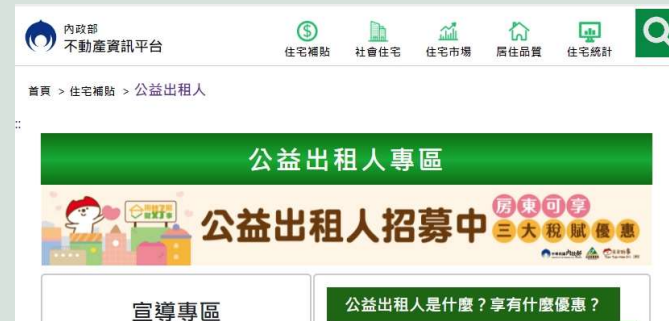 內政部
不動產資訊平台
住宅補貼
社會住宅
住宅市場
居住品質
住宅統計
首頁 > 住宅補貼 > 公益出租人
::
公益出租人專區
公益出租人招募中
房東可享
三大稅賦優惠
宣導專區
公益出租人是什麼？享有什麼優惠？